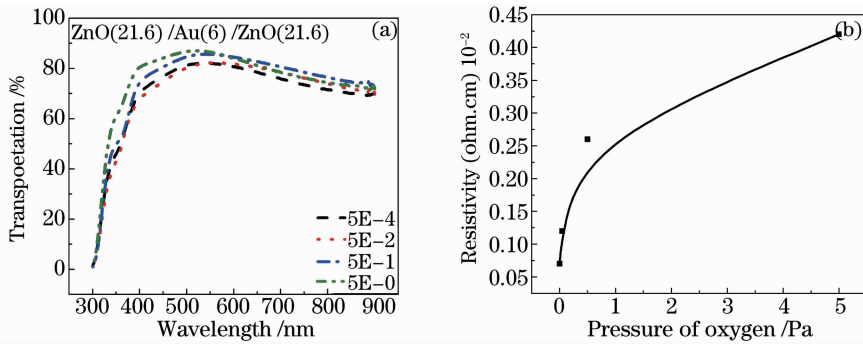 ZnO(21.6) /Au(6) /ZnO(21.6)
(a)
100
80
60
40
20
0
Transpoetation /%
5E-4
5E-2
5E-1
5E-0
300 400 500 600 700 800 900
Wavelength /nm
(b)
0.45
0.40
0.35
0.30
0.25
0.20
0.15
0.10
0.05
Resistivity (ohm.cm) 10-2
0 1 2 3 4 5
Pressure of oxygen /Pa